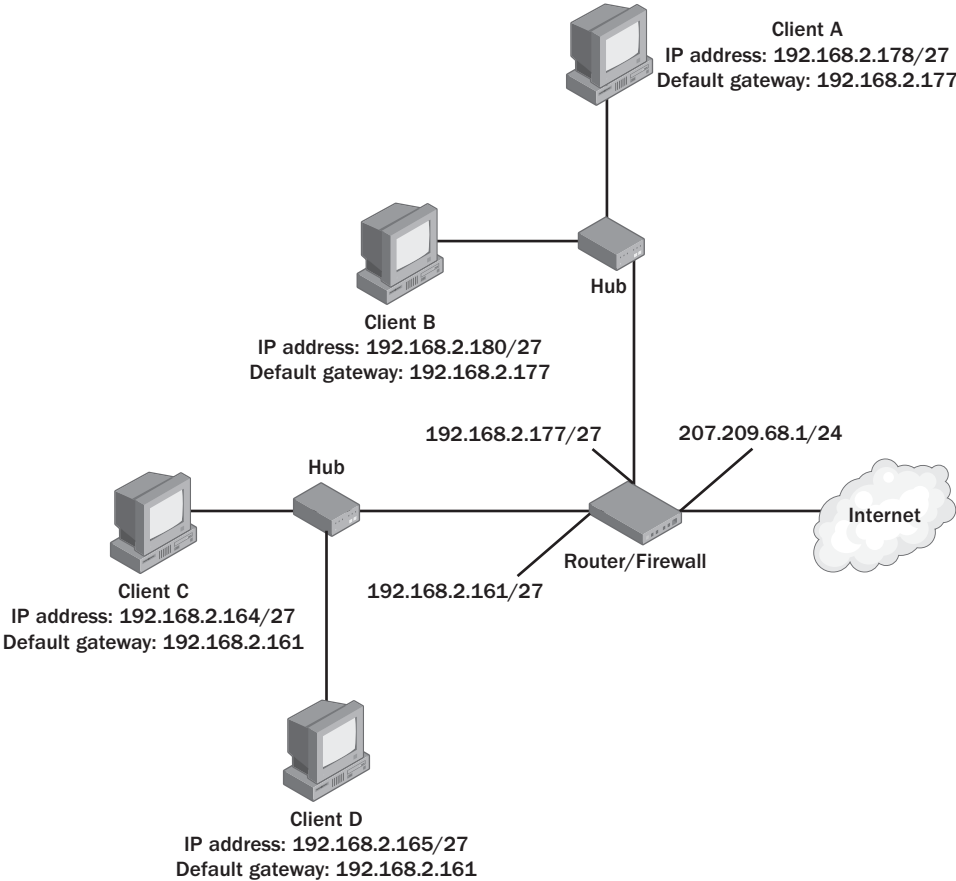 Client A
IP address: 192.168.2.178/27
Default gateway: 192.168.2.177
Hub
Client B
IP address: 192.168.2.180/27
Default gateway: 192.168.2.177
192.168.2.177/27
207.209.68.1/24
Hub
Internet
Router/Firewall
192.168.2.161/27
Client C
IP address: 192.168.2.164/27
Default gateway: 192.168.2.161
Client D
IP address: 192.168.2.165/27
Default gateway: 192.168.2.161